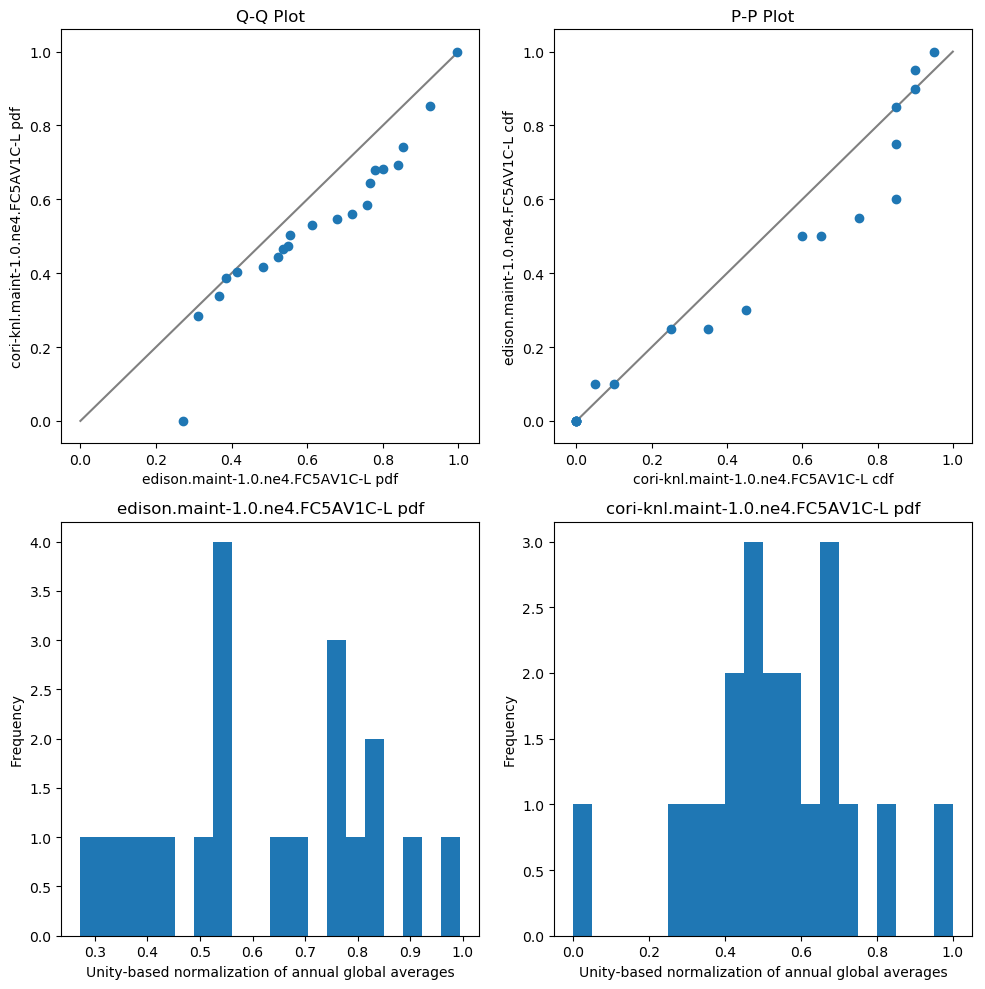 Q-Q Plot
1.0
0.8
0.6
0.4
0.2
0.0
cori-knl.maint-1.0.ne4.FC5AV1C-L pdf
0.0 0.2 0.4 0.6 0.8 1.0
edison.maint-1.0.ne4.FC5AV1C-L pdf
P-P Plot
1.0
0.8
0.6
0.4
0.2
0.0
edison.maint-1.0.ne4.FC5AV1C-L cdf
0.0 0.2 0.4 0.6 0.8 1.0
cori-knl.maint-1.0.ne4.FC5AV1C-L cdf
edison.maint-1.0.ne4.FC5AV1C-L pdf
4.0
3.5
3.0
2.5
2.0
1.5
1.0
0.5
0.0
Frequency
0.3 0.4 0.5 0.6 0.7 0.8 0.9 1.0
Unity-based normalization of annual global averages
cori-knl.maint-1.0.ne4.FC5AV1C-L pdf
3.0
2.5
2.0
1.5
1.0
0.5
0.0
Frequency
0.0 0.2 0.4 0.6 0.8 1.0
Unity-based normalization of annual global averages